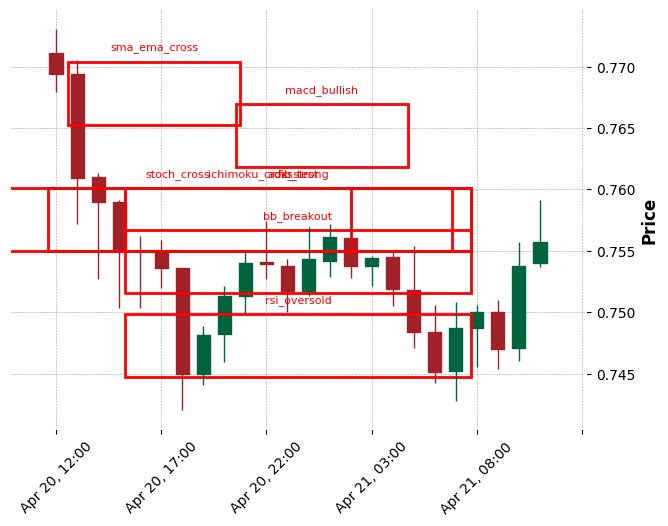 sma_ema_cross
0.770
macd_bullish
0.765
stoch_cross
0.760
bb_breakout
0.755
rsi_oversold
0.750
0.745
Price
Apr 20, 12:00
Apr 20, 17:00
Apr 20, 22:00
Apr 21, 03:00
Apr 21, 08:00